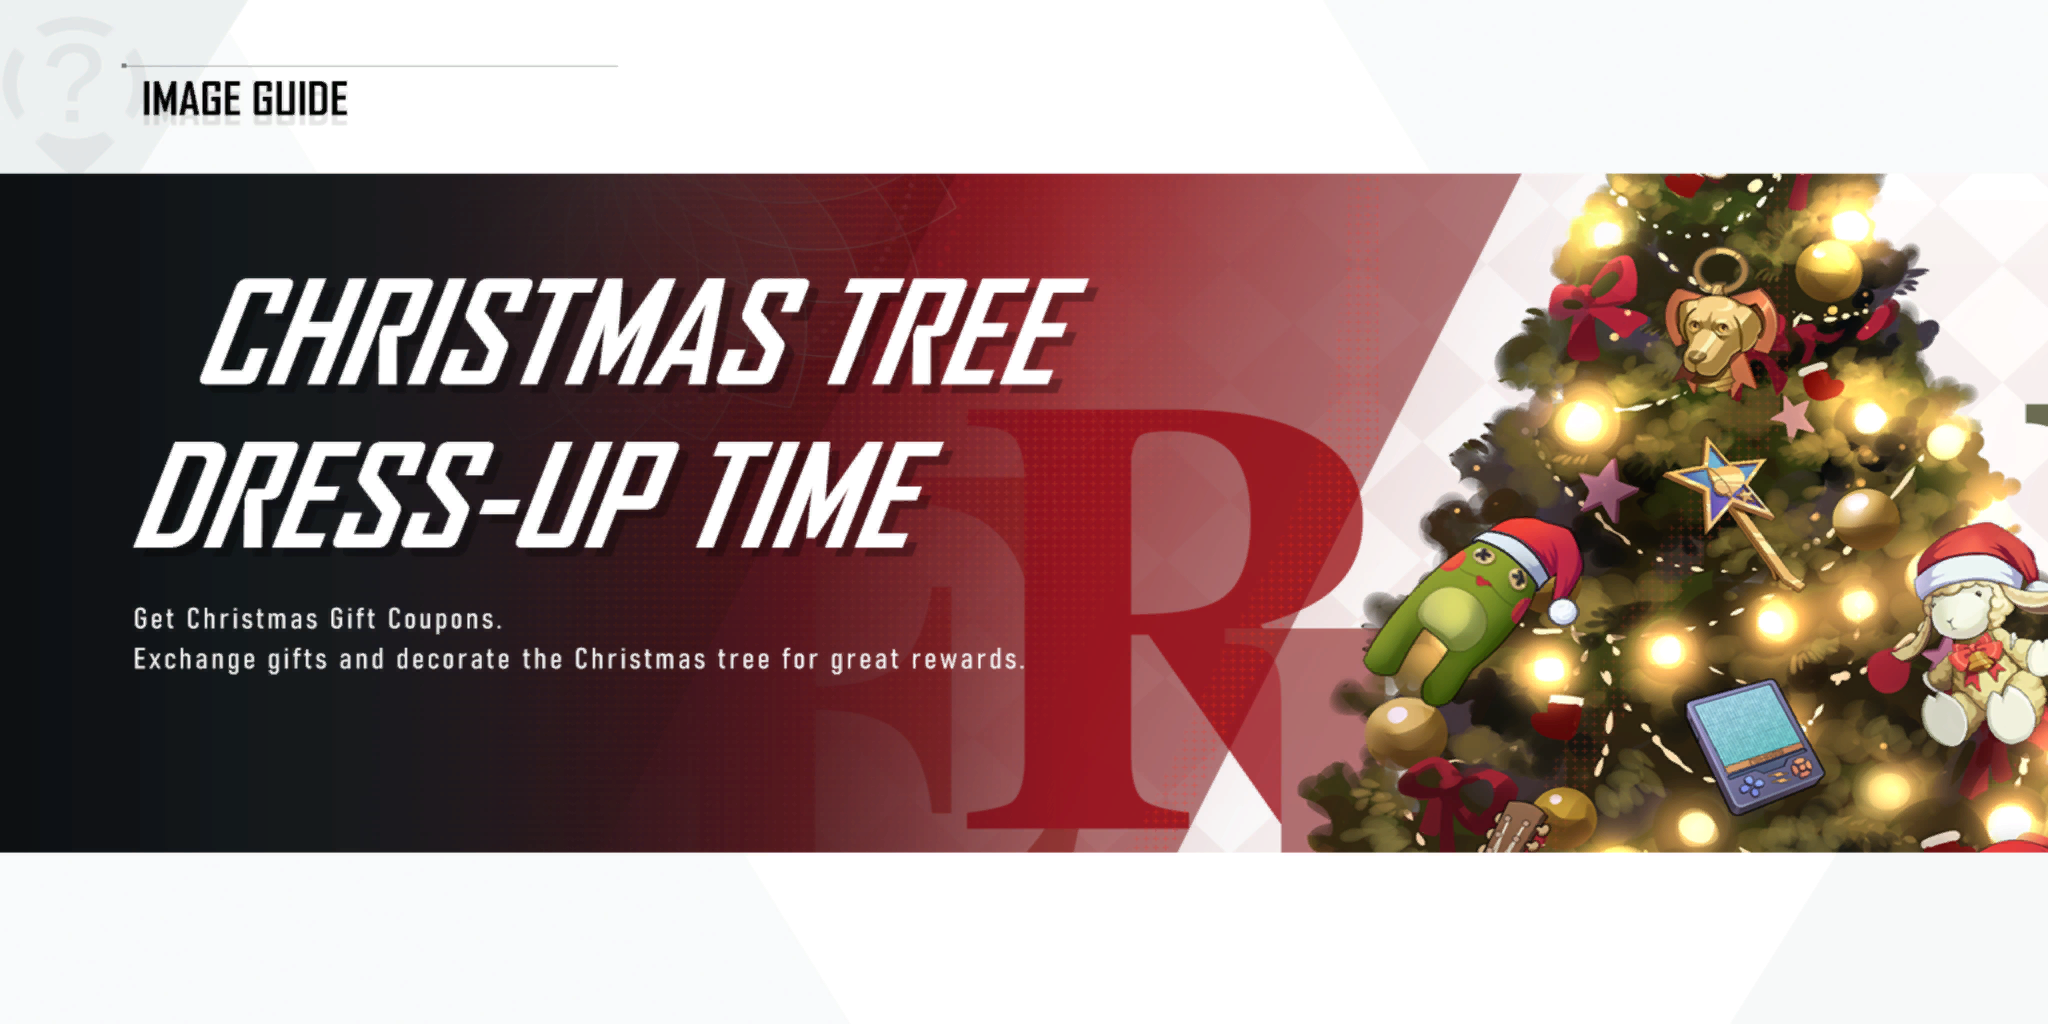 IMAGE GUIDE
CHRISTMAS TREE
DRESS-UP TIME
Get Christmas Gift Coupons.
Exchange gifts and decorate the Christmas tree for great rewards.